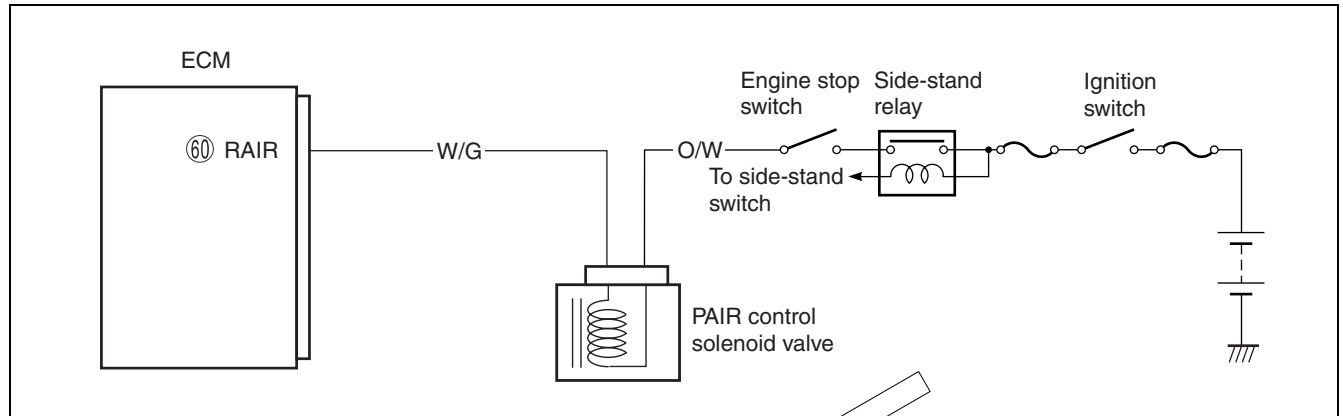 ECM
60 RAIR
W/G
O/W
Engine stop
switch
Side-stand
relay
Ignition
switch
To side-stand
switch
PAIR control
solenoid valve